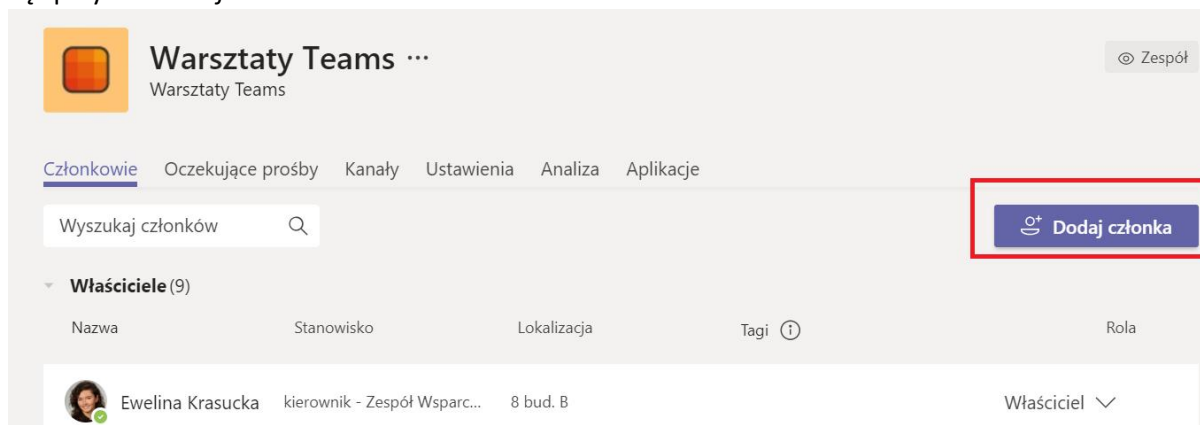 Warsztaty Teams ...
Zespół
Warsztaty Teams
Członkowie Oczekujące prośby Kanały Ustawienia Analiza Aplikacje
Wyszukaj członków
Dodaj członka
Właściciele (9)
Nazwa Stanowisko Lokalizacja Tagi Rola
Ewelina Krasucka kierownik - Zespół Wsparc... 8 bud. B Właściciel